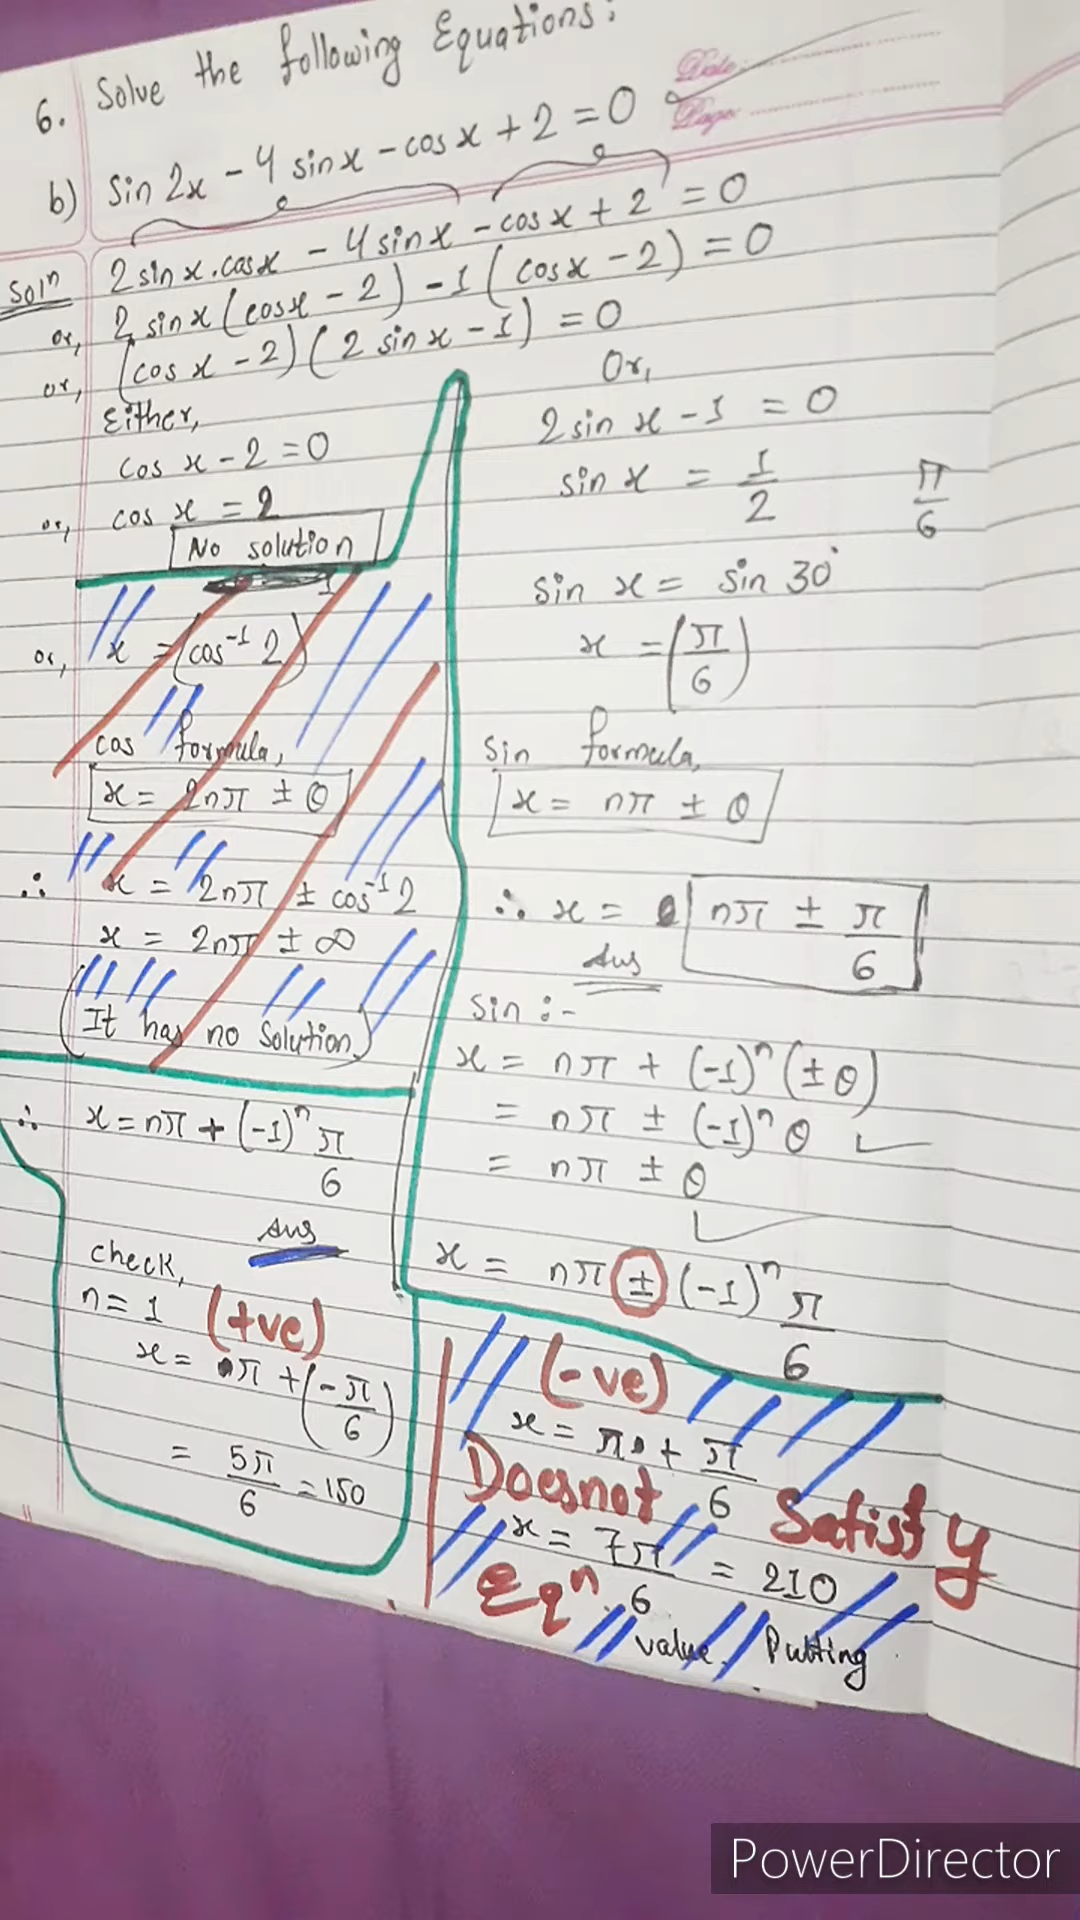 6. Solve the following Equations:
Date:
Page:
b) Sin 2x - 4 sinx - cosx + 2 = 0
Solⁿ 2 sin x. cosx - 4 sin x - cos x + 2 = 0
or, 2 sin x (cosx - 2) - 1 (cosx - 2) = 0
or, (cos x - 2) (2 sin x - 1) = 0
Either,
cos x - 2 = 0
or, cos x = 2
No solution
1
or, x = (cos⁻¹ 2)
cos formula,
x = 2nπ ± θ
∴ x = 2nπ ± cos⁻¹ 2
x = 2nπ ± ∞
(It has no Solution)
∴ x = nπ + (-1)ⁿ π/6
Ans
check,
n = 1 (+ve)
x = π + (-π/6)
= 5π/6 = 150
Or,
2 sin x - 1 = 0
sin x = 1/2
π/6
sin x = sin 30°
x = (π/6)
Sin formula,
x = nπ ± θ
∴ x = nπ ± π/6
Ans
Sin :-
x = nπ + (-1)ⁿ (±θ)
= nπ ± (-1)ⁿ θ
= nπ ± θ
x = nπ ± (-1)ⁿ π/6
(-ve)
x = π + π/6
Doesnot Satisfy
x = 7π/6 = 210
Eqⁿ.
value Putting
PowerDirector